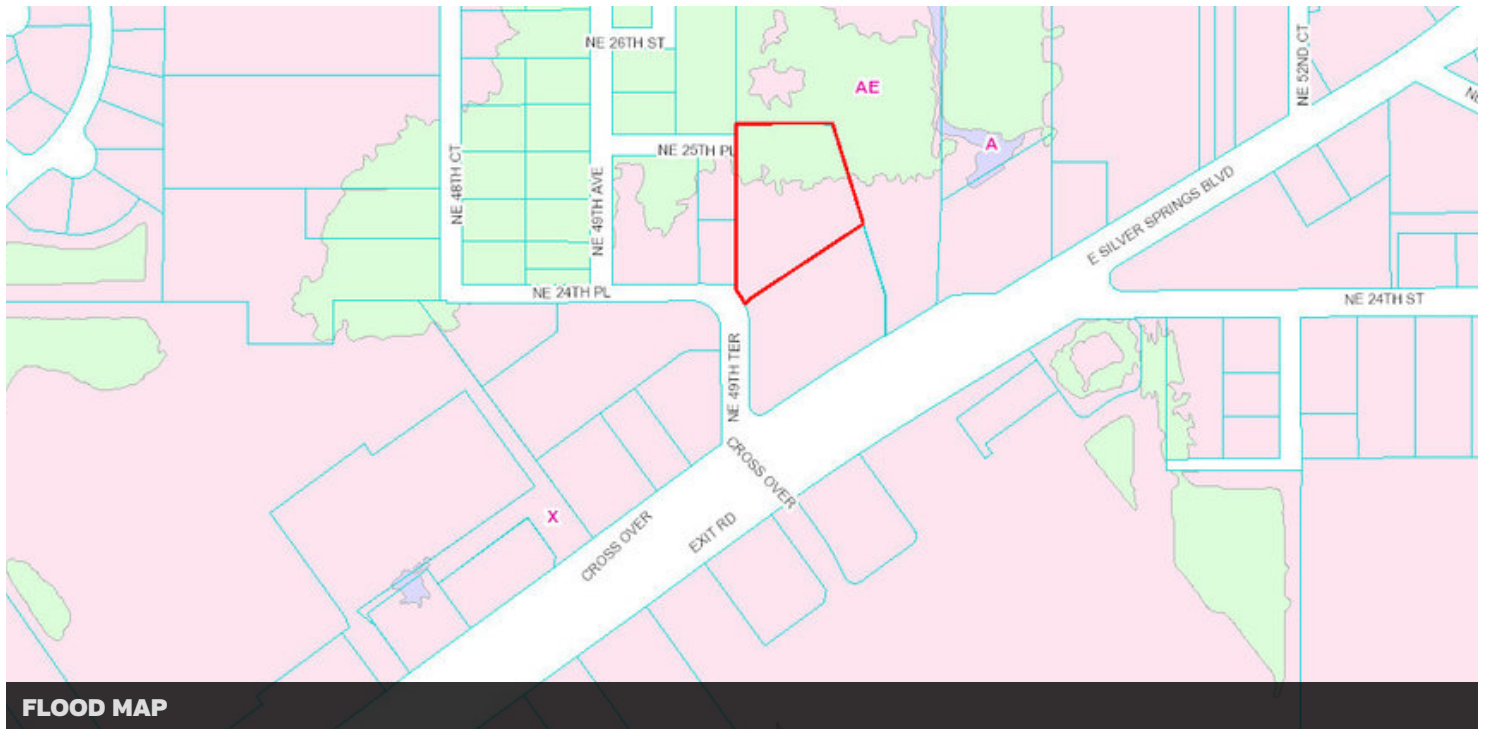 NE 26TH ST
AE
NE 52ND CT
NE 25TH PL
A
NE 48TH CT
NE 49TH AVE
E SILVER SPRINGS BLVD
NE 24TH PL
NE 24TH ST
NE 49TH TER
CROSS OVER
X
CROSS OVER
EXIT RD
FLOOD MAP